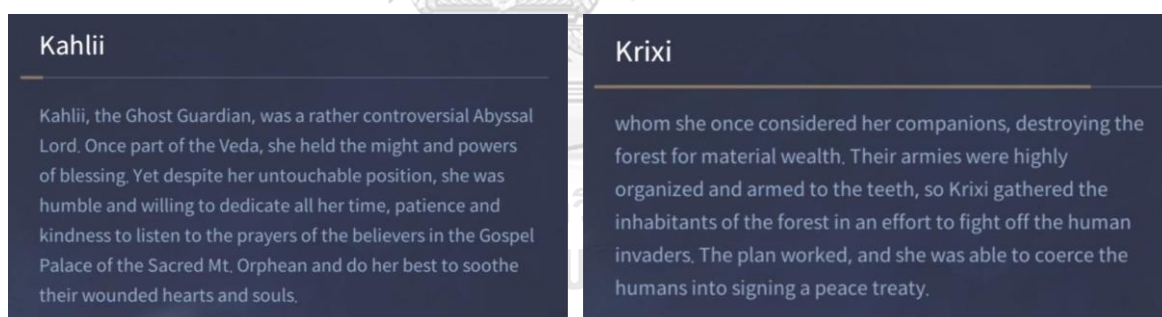 Kahlii
Kahlii, the Ghost Guardian, was a rather controversial Abyssal
Lord. Once part of the Veda, she held the might and powers
of blessing. Yet despite her untouchable position, she was
humble and willing to dedicate all her time, patience and
kindness to listen to the prayers of the believers in the Gospel
Palace of the Sacred Mt. Orphean and do her best to soothe
their wounded hearts and souls.
Krixi
whom she once considered her companions, destroying the
forest for material wealth. Their armies were highly
organized and armed to the teeth, so Krixi gathered the
inhabitants of the forest in an effort to fight off the human
invaders. The plan worked, and she was able to coerce the
humans into signing a peace treaty.